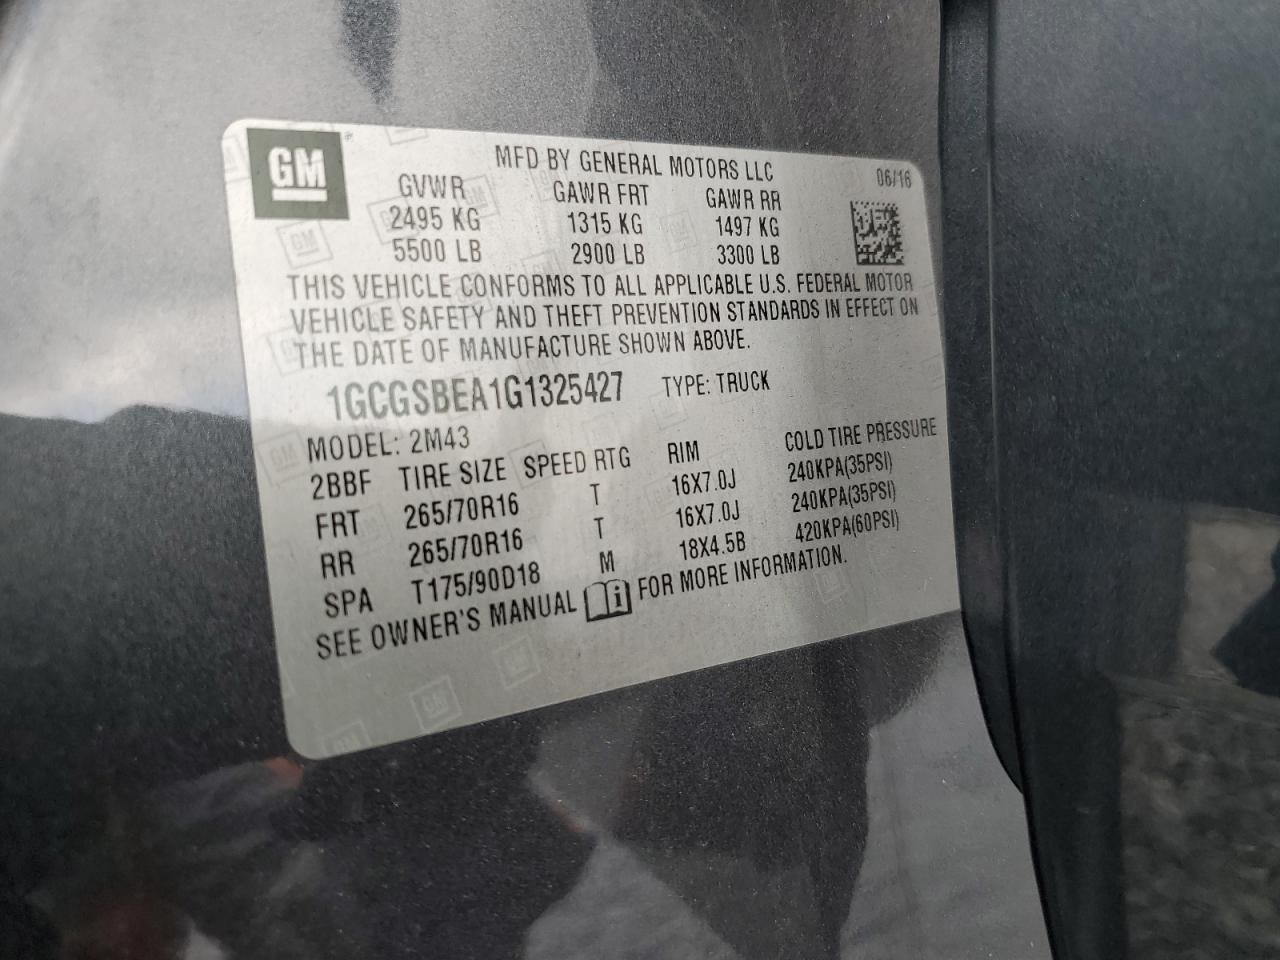 GM
MFD BY GENERAL MOTORS LLC
06/16
GVWR GAWR FRT GAWR RR
2495 KG 1315 KG 1497 KG
5500 LB 2900 LB 3300 LB
THIS VEHICLE CONFORMS TO ALL APPLICABLE U.S. FEDERAL MOTOR
VEHICLE SAFETY AND THEFT PREVENTION STANDARDS IN EFFECT ON
THE DATE OF MANUFACTURE SHOWN ABOVE.
1GCGSBEA1G1325427 TYPE: TRUCK
MODEL: 2M43
2BBF TIRE SIZE SPEED RTG RIM COLD TIRE PRESSURE
FRT 265/70R16 T 16X7.0J 240KPA(35PSI)
RR 265/70R16 T 16X7.0J 240KPA(35PSI)
SPA T175/90D18 M 18X4.5B 420KPA(60PSI)
SEE OWNER'S MANUAL i FOR MORE INFORMATION.